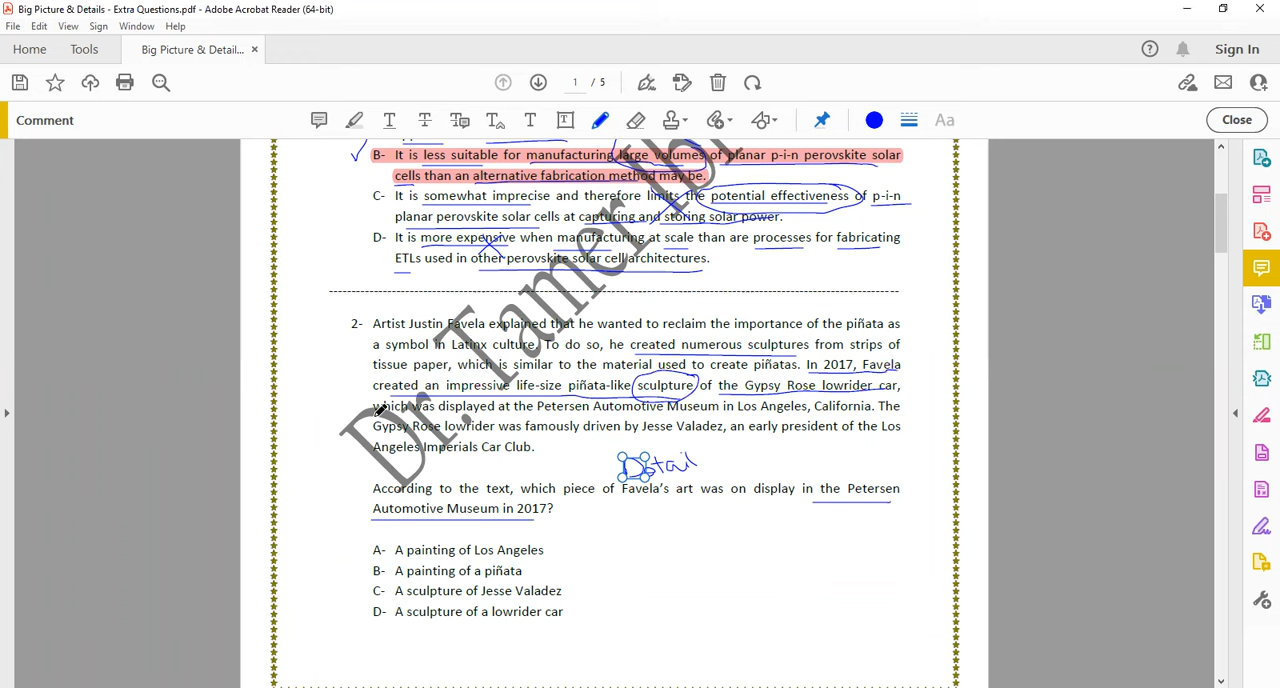 Big Picture & Details - Extra Questions.pdf - Adobe Acrobat Reader (64-bit)
File Edit View Sign Window Help
Home Tools Big Picture & Detail... × Sign In
1 / 5
Comment Aa Close
B- It is less suitable for manufacturing large volumes of planar p-i-n perovskite solar
cells than an alternative fabrication method may be.
C- It is somewhat imprecise and therefore limits the potential effectiveness of p-i-n
planar perovskite solar cells at capturing and storing solar power.
D- It is more expensive when manufacturing at scale than are processes for fabricating
ETLs used in other perovskite solar cell architectures.
2- Artist Justin Favela explained that he wanted to reclaim the importance of the piñata as
a symbol in Latinx culture. To do so, he created numerous sculptures from strips of
tissue paper, which is similar to the material used to create piñatas. In 2017, Favela
created an impressive life-size piñata-like sculpture of the Gypsy Rose lowrider car,
which was displayed at the Petersen Automotive Museum in Los Angeles, California. The
Gypsy Rose lowrider was famously driven by Jesse Valadez, an early president of the Los
Angeles Imperials Car Club.
Detail
According to the text, which piece of Favela's art was on display in the Petersen
Automotive Museum in 2017?
A- A painting of Los Angeles
B- A painting of a piñata
C- A sculpture of Jesse Valadez
D- A sculpture of a lowrider car
Dr. Tamer